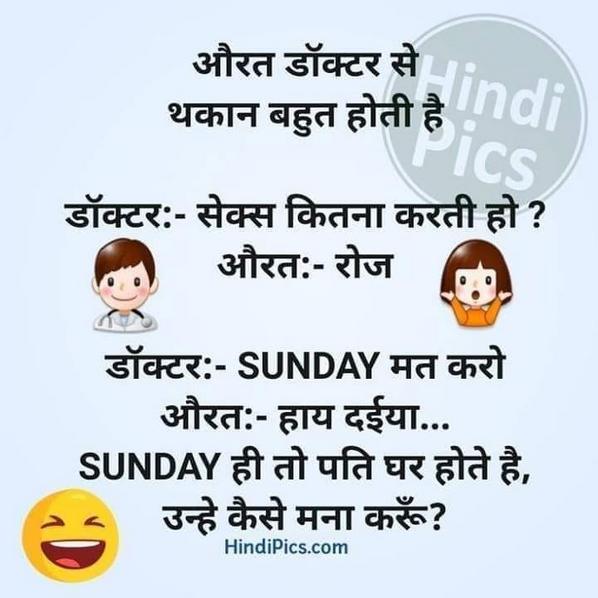 Hindi
Pics
औरत डॉक्टर से
थकान बहुत होती है
डॉक्टर:- सेक्स कितना करती हो ?
औरत:- रोज
डॉक्टर:- SUNDAY मत करो
औरत:- हाय दईया...
SUNDAY ही तो पति घर होते है,
उन्हे कैसे मना करूँ?
HindiPics.com